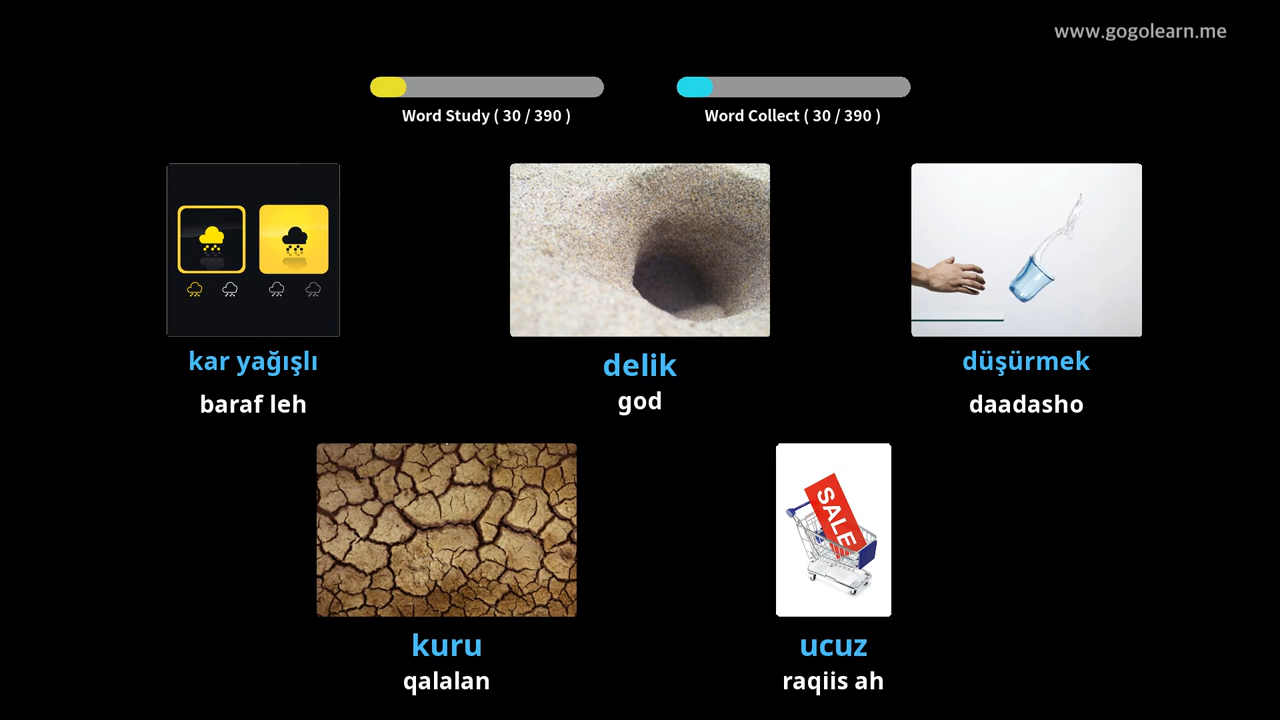 www.gogolearn.me
Word Study ( 30 / 390 )
Word Collect ( 30 / 390 )
kar yağışlı
baraf leh
delik
god
düşürmek
daadasho
SALE
kuru
qalalan
ucuz
raqiis ah